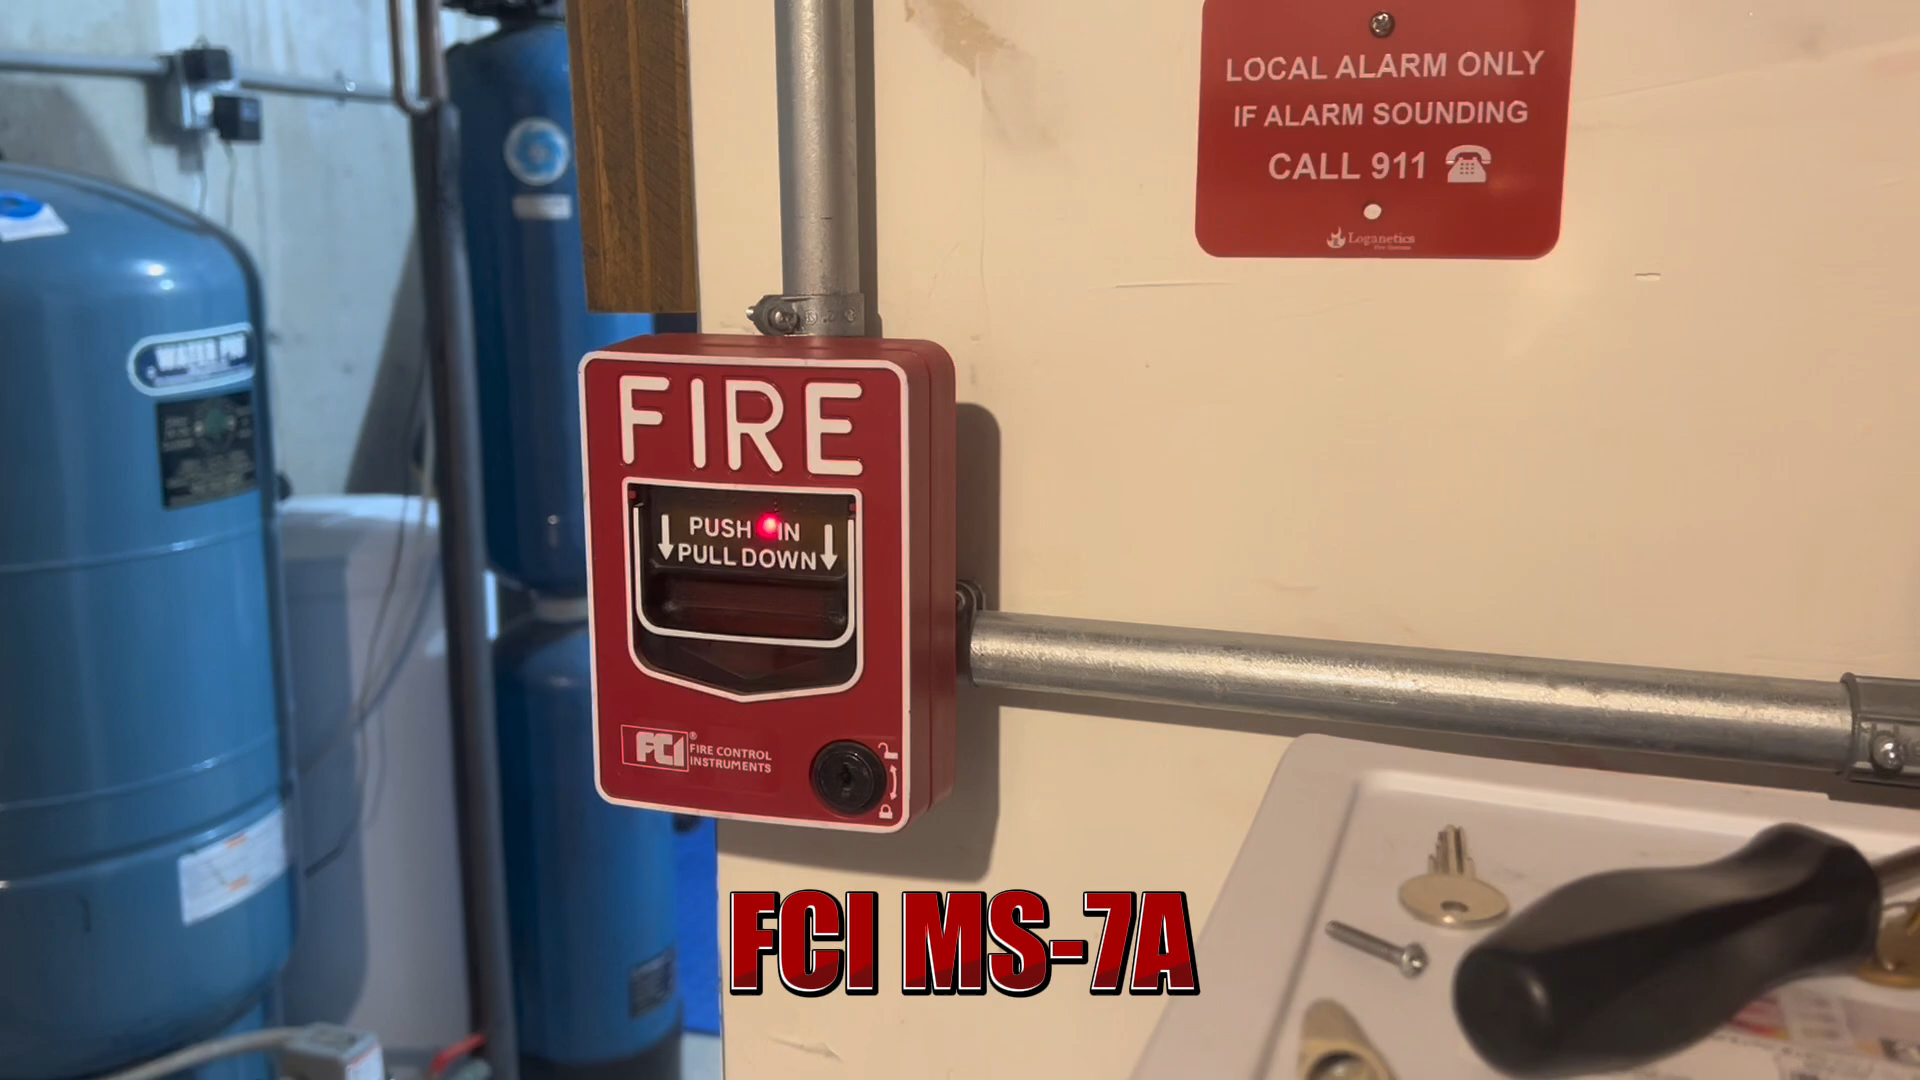 LOCAL ALARM ONLY
IF ALARM SOUNDING
CALL 911
Loganetics
FIRE
PUSH IN
PULL DOWN
FCI®
FIRE CONTROL
INSTRUMENTS
FCI MS-7A